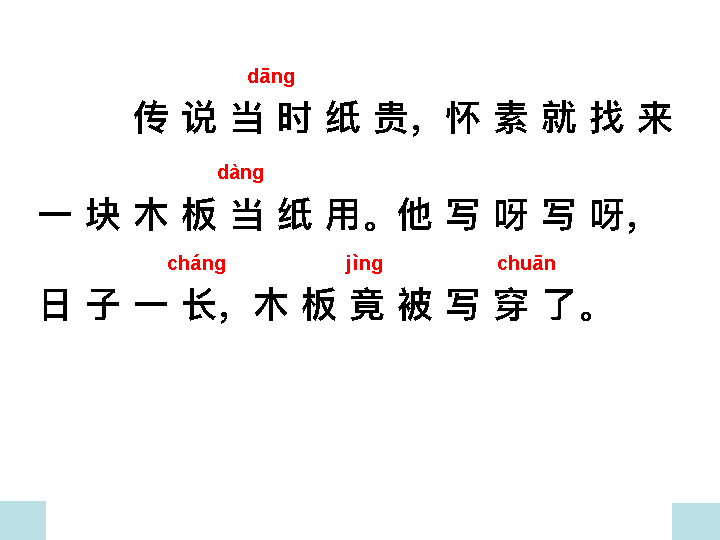 dāng
传说当时纸贵，怀素就找来
dàng
一块木板当纸用。他写呀写呀，
cháng jìng chuān
日子一长，木板竟被写穿了。